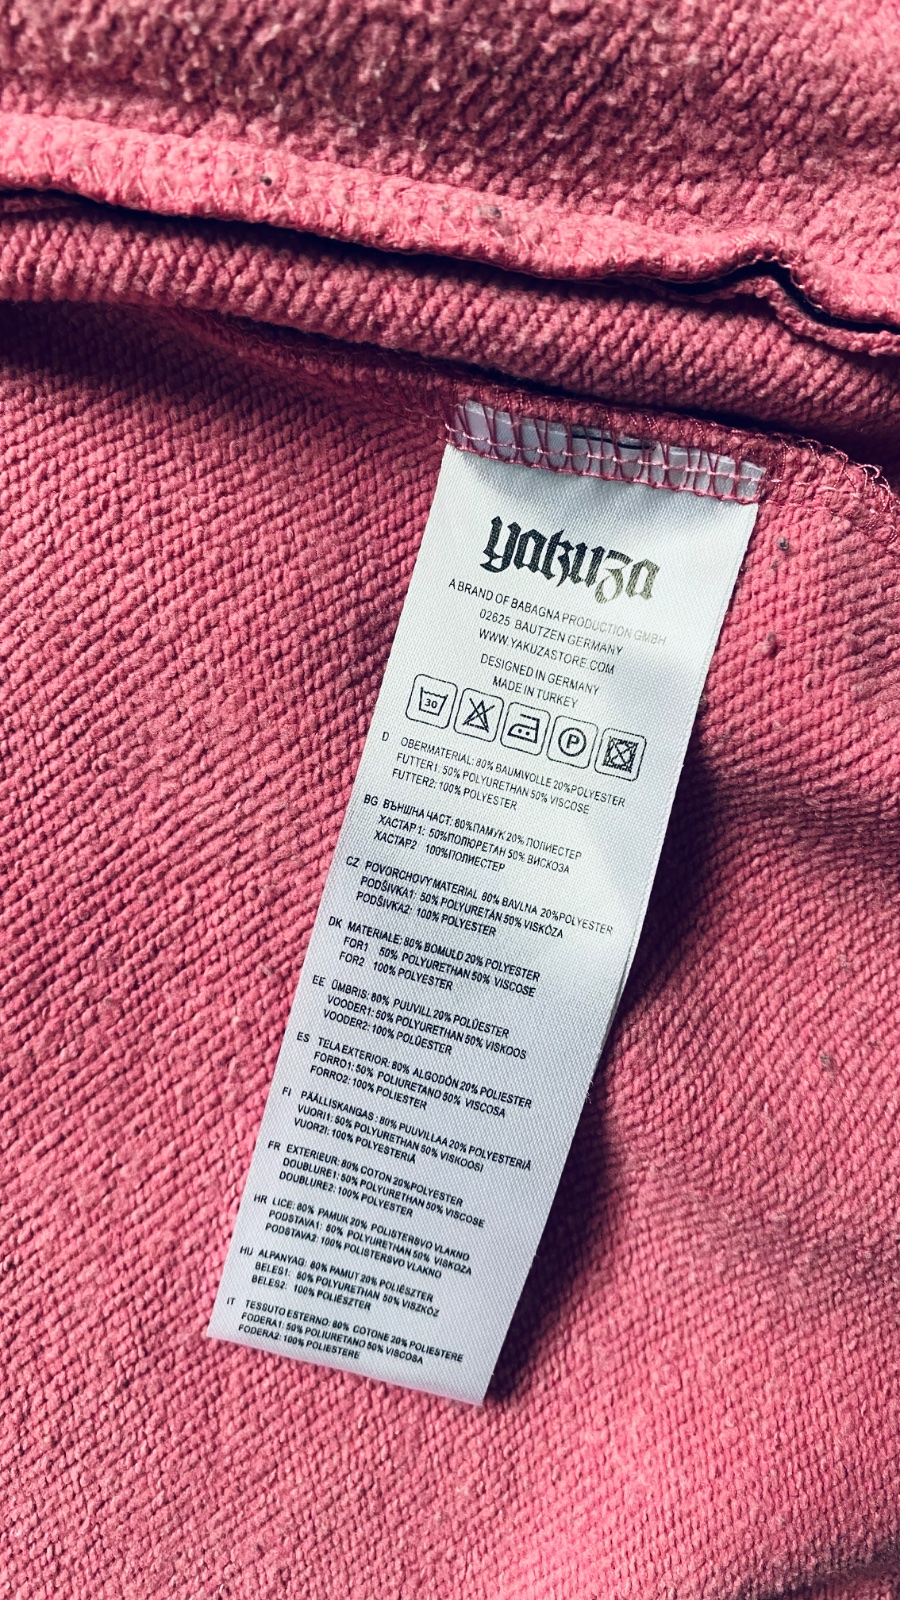 yakuza
A BRAND OF BABAGNA PRODUCTION GMBH
02625 BAUTZEN GERMANY
WWW.YAKUZASTORE.COM
DESIGNED IN GERMANY
MADE IN TURKEY
30 P
D OBERMATERIAL: 80% BAUMWOLLE 20%POLYESTER
FUTTER1: 50% POLYURETHAN 50% VISCOSE
FUTTER2: 100% POLYESTER
BG ВЪНШНА ЧАСТ: 80%ПАМУК 20% ПОЛИЕСТЕР
ХАСТАР1: 50%ПОЛЮРЕТАН 50% ВИСКОЗА
ХАСТАР2 100%ПОЛИЕСТЕР
CZ POVORCHOVY MATERIAL 80% BAVLNA 20%POLYESTER
PODŠIVKA1: 50% POLYURETÁN 50% VISKÓZA
PODŠIVKA2: 100% POLYESTER
DK MATERIALE: 80% BOMULD 20% POLYESTER
FOR1 50% POLYURETHAN 50% VISCOSE
FOR2 100% POLYESTER
EE ÜMBRIS: 80% PUUVILL 20% POLÜESTER
VOODER1: 50% POLYURETHAN 50% VISKOOS
VOODER2: 100% POLÜESTER
ES TELA EXTERIOR: 80% ALGODÓN 20% POLIESTER
FORRO1: 50% POLIURETANO 50% VISCOSA
FORRO2: 100% POLIESTER
FI PÄÄLLISKANGAS : 80% PUUVILLAA 20% POLYESTERIÄ
VUORI1: 50% POLYURETHAN 50% VISKOOSI
VUOR2I: 100% POLYESTERIÄ
FR EXTERIEUR: 80% COTON 20%POLYESTER
DOUBLURE1: 50% POLYURETHAN 50% VISCOSE
DOUBLURE2: 100% POLYESTER
HR LICE: 80% PAMUK 20% POLISTERSVO VLAKNO
PODSTAVA1: 50% POLYURETHAN 50% VISKOZA
PODSTAVA2: 100% POLISTERSVO VLAKNO
HU ALPANYAG: 80% PAMUT 20% POLIÉSZTER
BELES1: 50% POLYURETHAN 50% VISZKÓZ
BELES2: 100% POLIÉSZTER
IT TESSUTO ESTERNO: 80% COTONE 20% POLIESTERE
FODERA1: 50% POLIURETANO 50% VISCOSA
FODERA2: 100% POLIESTERE